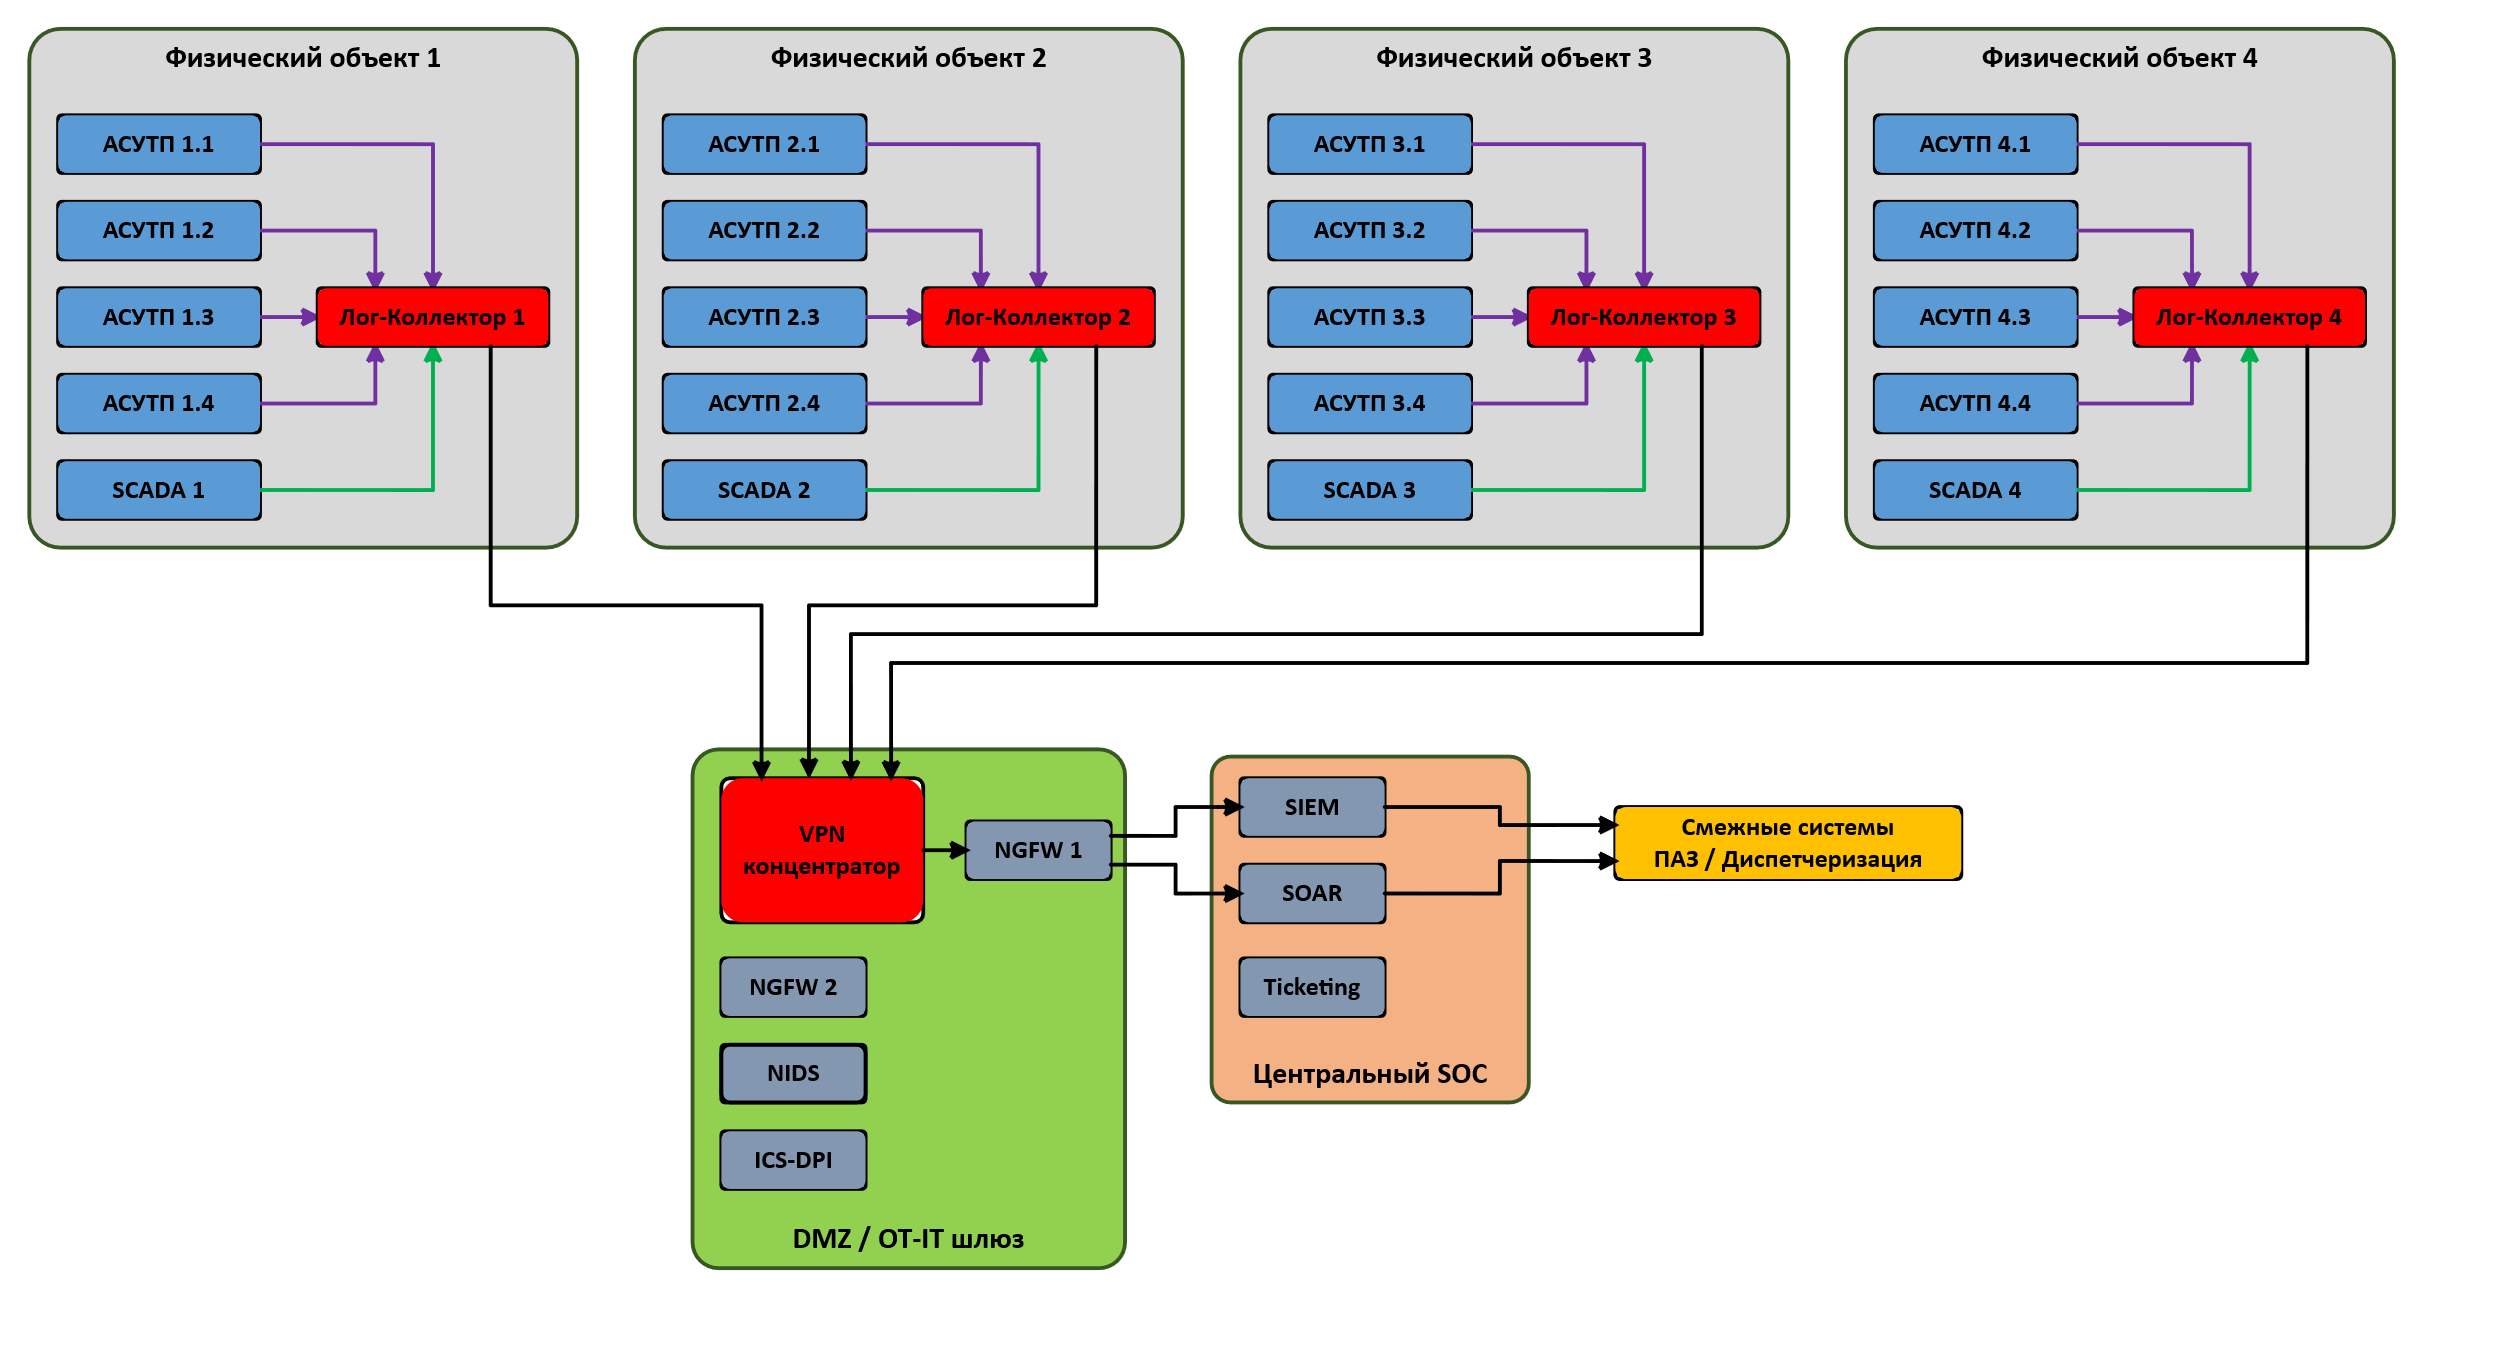 Физический объект 1
АСУТП 1.1
АСУТП 1.2
АСУТП 1.3
Лог-Коллектор 1
АСУТП 1.4
SCADA 1
Физический объект 2
АСУТП 2.1
АСУТП 2.2
АСУТП 2.3
Лог-Коллектор 2
АСУТП 2.4
SCADA 2
Физический объект 3
АСУТП 3.1
АСУТП 3.2
АСУТП 3.3
Лог-Коллектор 3
АСУТП 3.4
SCADA 3
Физический объект 4
АСУТП 4.1
АСУТП 4.2
АСУТП 4.3
Лог-Коллектор 4
АСУТП 4.4
SCADA 4
VPN
концентратор
NGFW 1
NGFW 2
NIDS
ICS-DPI
DMZ / OT-IT шлюз
SIEM
SOAR
Ticketing
Центральный SOC
Смежные системы
ПАЗ / Диспетчеризация